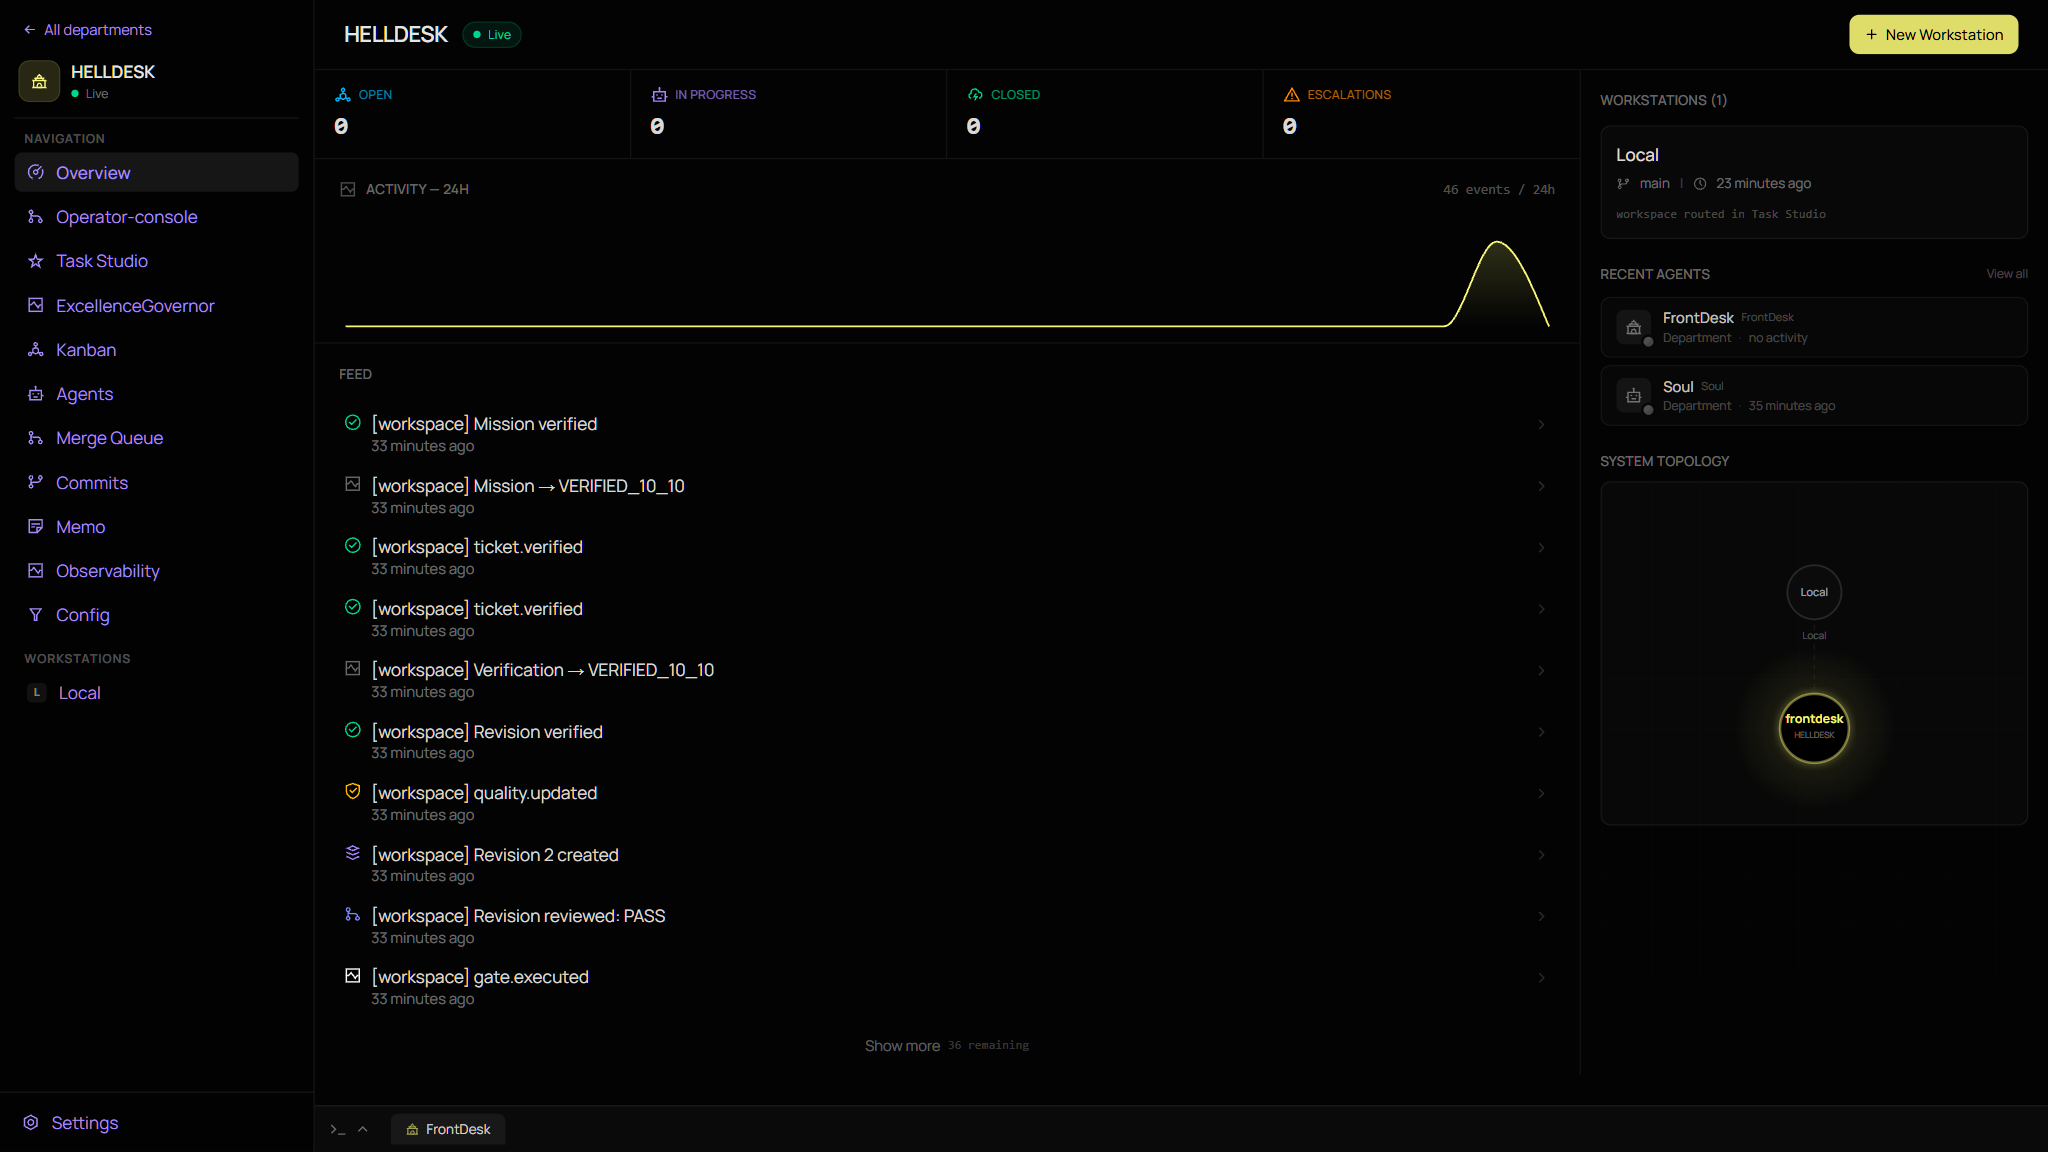 ← All departments
HELLDESK
Live
NAVIGATION
Overview
Operator-console
Task Studio
ExcellenceGovernor
Kanban
Agents
Merge Queue
Commits
Memo
Observability
Config
WORKSTATIONS
L Local
Settings
HELLDESK Live
+ New Workstation
OPEN
0
IN PROGRESS
0
CLOSED
0
ESCALATIONS
0
ACTIVITY — 24H
46 events / 24h
FEED
[workspace] Mission verified
33 minutes ago
[workspace] Mission → VERIFIED_10_10
33 minutes ago
[workspace] ticket.verified
33 minutes ago
[workspace] ticket.verified
33 minutes ago
[workspace] Verification → VERIFIED_10_10
33 minutes ago
[workspace] Revision verified
33 minutes ago
[workspace] quality.updated
33 minutes ago
[workspace] Revision 2 created
33 minutes ago
[workspace] Revision reviewed: PASS
33 minutes ago
[workspace] gate.executed
33 minutes ago
Show more 36 remaining
WORKSTATIONS (1)
Local
main | 23 minutes ago
workspace routed in Task Studio
RECENT AGENTS
View all
FrontDesk FrontDesk
Department · no activity
Soul Soul
Department · 35 minutes ago
SYSTEM TOPOLOGY
Local
Local
frontdesk
HELLDESK
FrontDesk